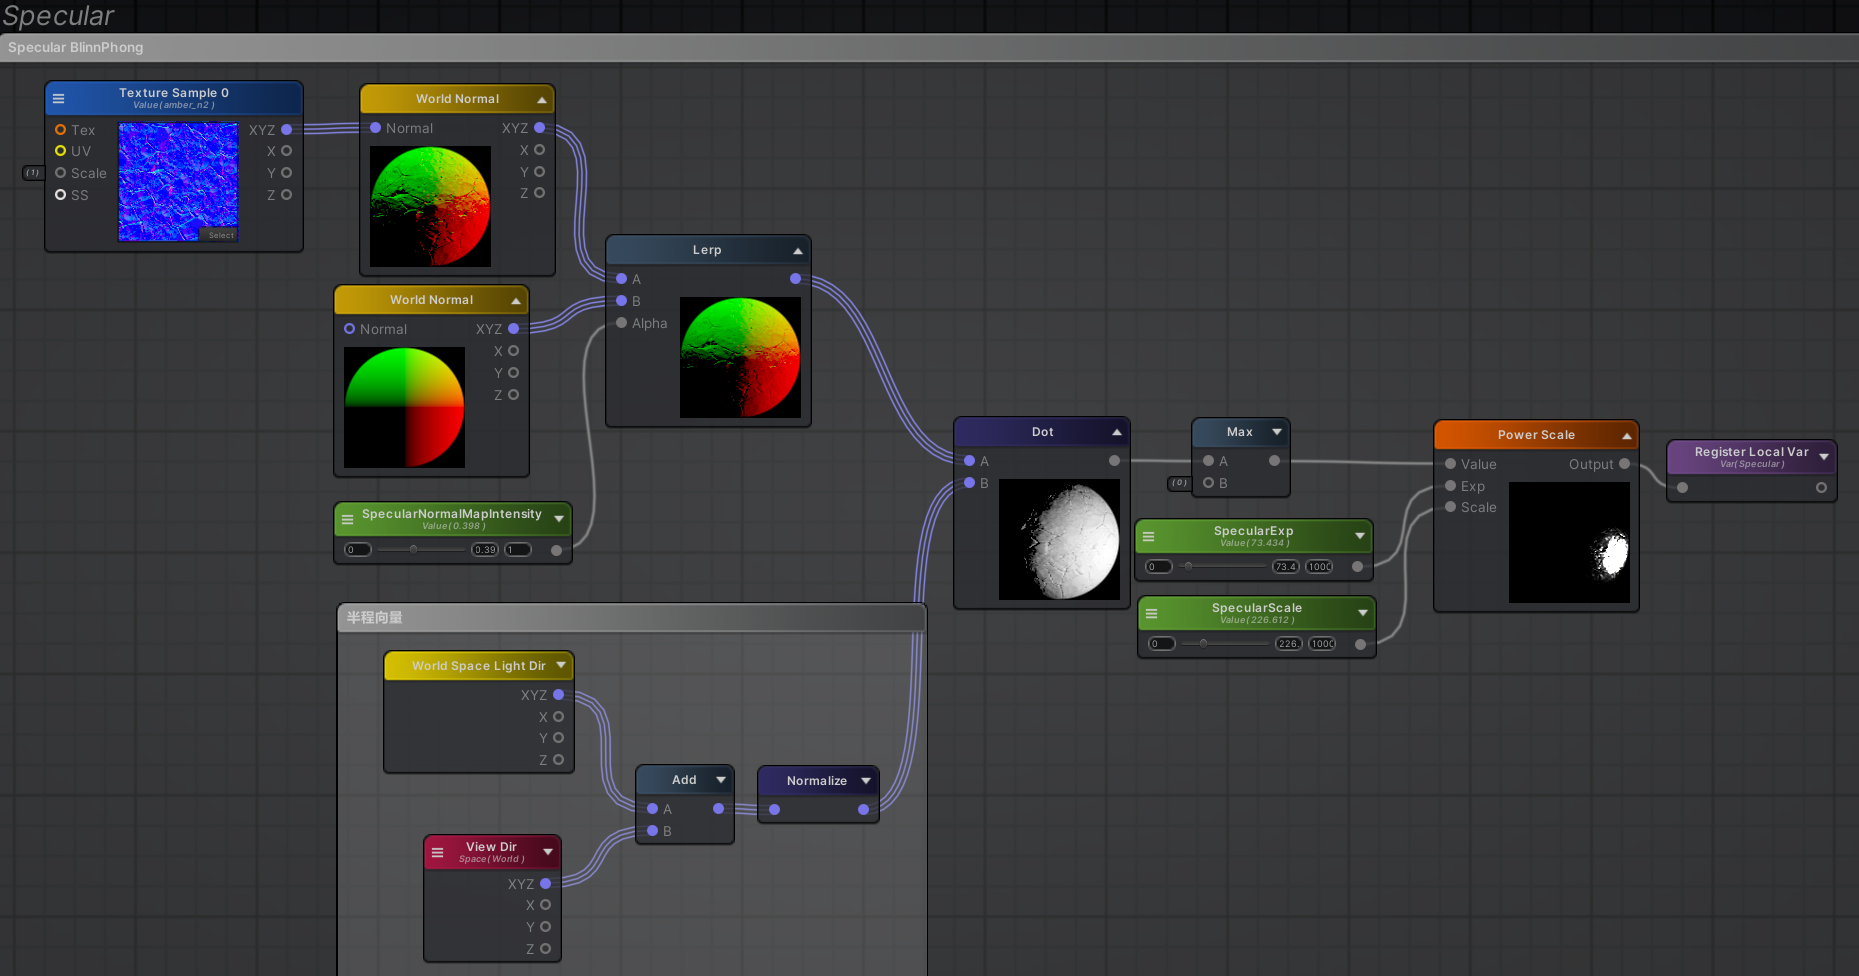 Specular
Specular BlinnPhong
Texture Sample 0
Value( amber_n2 )
Tex
XYZ
UV
X
(1)
Scale
Y
SS
Z
Select
World Normal
Normal
XYZ
X
Y
Z
World Normal
Normal
XYZ
X
Y
Z
Lerp
A
B
Alpha
SpecularNormalMapIntensity
Value( 0.398 )
0
0.39
1
半程向量
World Space Light Dir
XYZ
X
Y
Z
View Dir
Space( World )
XYZ
X
Y
Z
Add
A
B
Normalize
Dot
A
B
Max
A
(0)
B
SpecularExp
Value( 73.434 )
0
73.4
100
SpecularScale
Value( 226.612 )
0
226.
100
Power Scale
Value
Output
Exp
Scale
Register Local Var
Var( Specular )